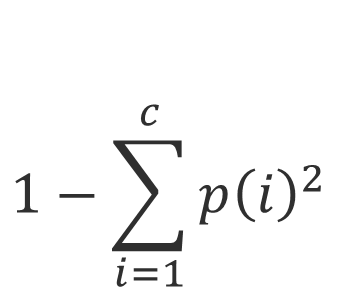 1 − ∑_{i=1}^{c} p(i)²